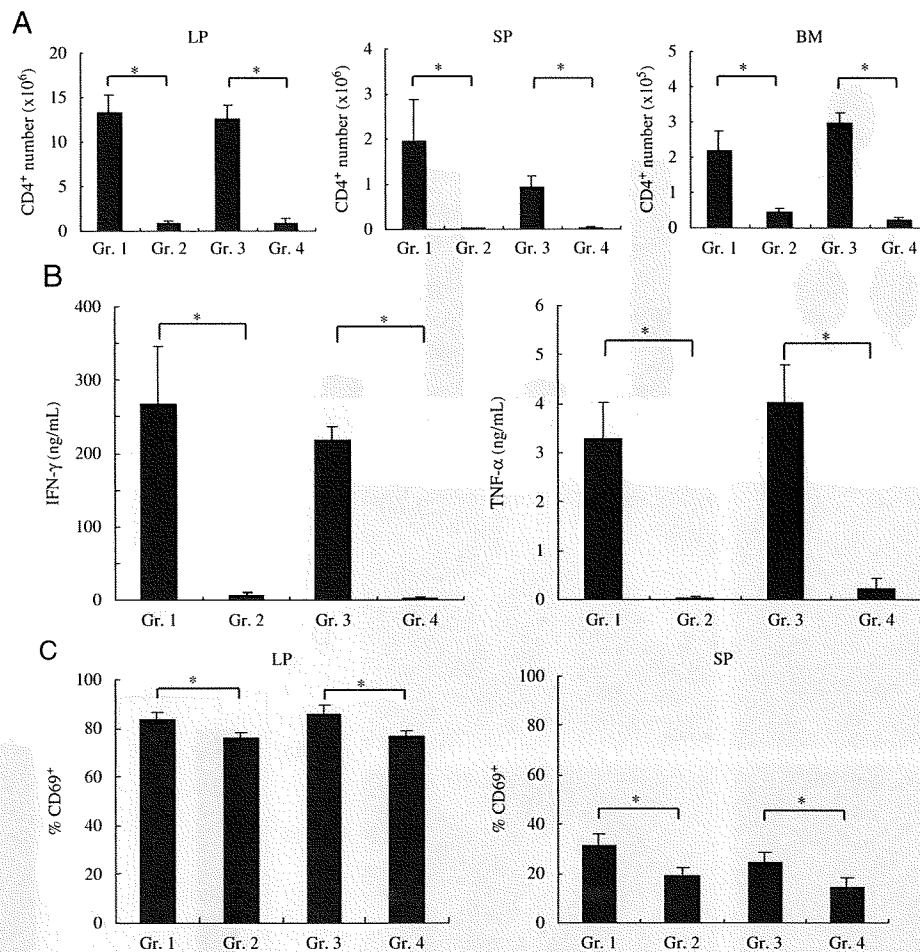 A
LP
SP
BM
CD4+ number (x10⁶)
20
15
10
5
0
*
*
Gr. 1
Gr. 2
Gr. 3
Gr. 4
CD4+ number (x10⁶)
4
3
2
1
0
*
*
Gr. 1
Gr. 2
Gr. 3
Gr. 4
CD4+ number (x10⁵)
5
4
3
2
1
0
*
*
Gr. 1
Gr. 2
Gr. 3
Gr. 4
B
IFN-γ (ng/mL)
400
300
200
100
0
*
*
Gr. 1
Gr. 2
Gr. 3
Gr. 4
TNF-α (ng/mL)
6
5
4
3
2
1
0
*
*
Gr. 1
Gr. 2
Gr. 3
Gr. 4
C
LP
% CD69+
100
80
60
40
20
0
*
*
Gr. 1
Gr. 2
Gr. 3
Gr. 4
SP
% CD69+
100
80
60
40
20
0
*
*
Gr. 1
Gr. 2
Gr. 3
Gr. 4